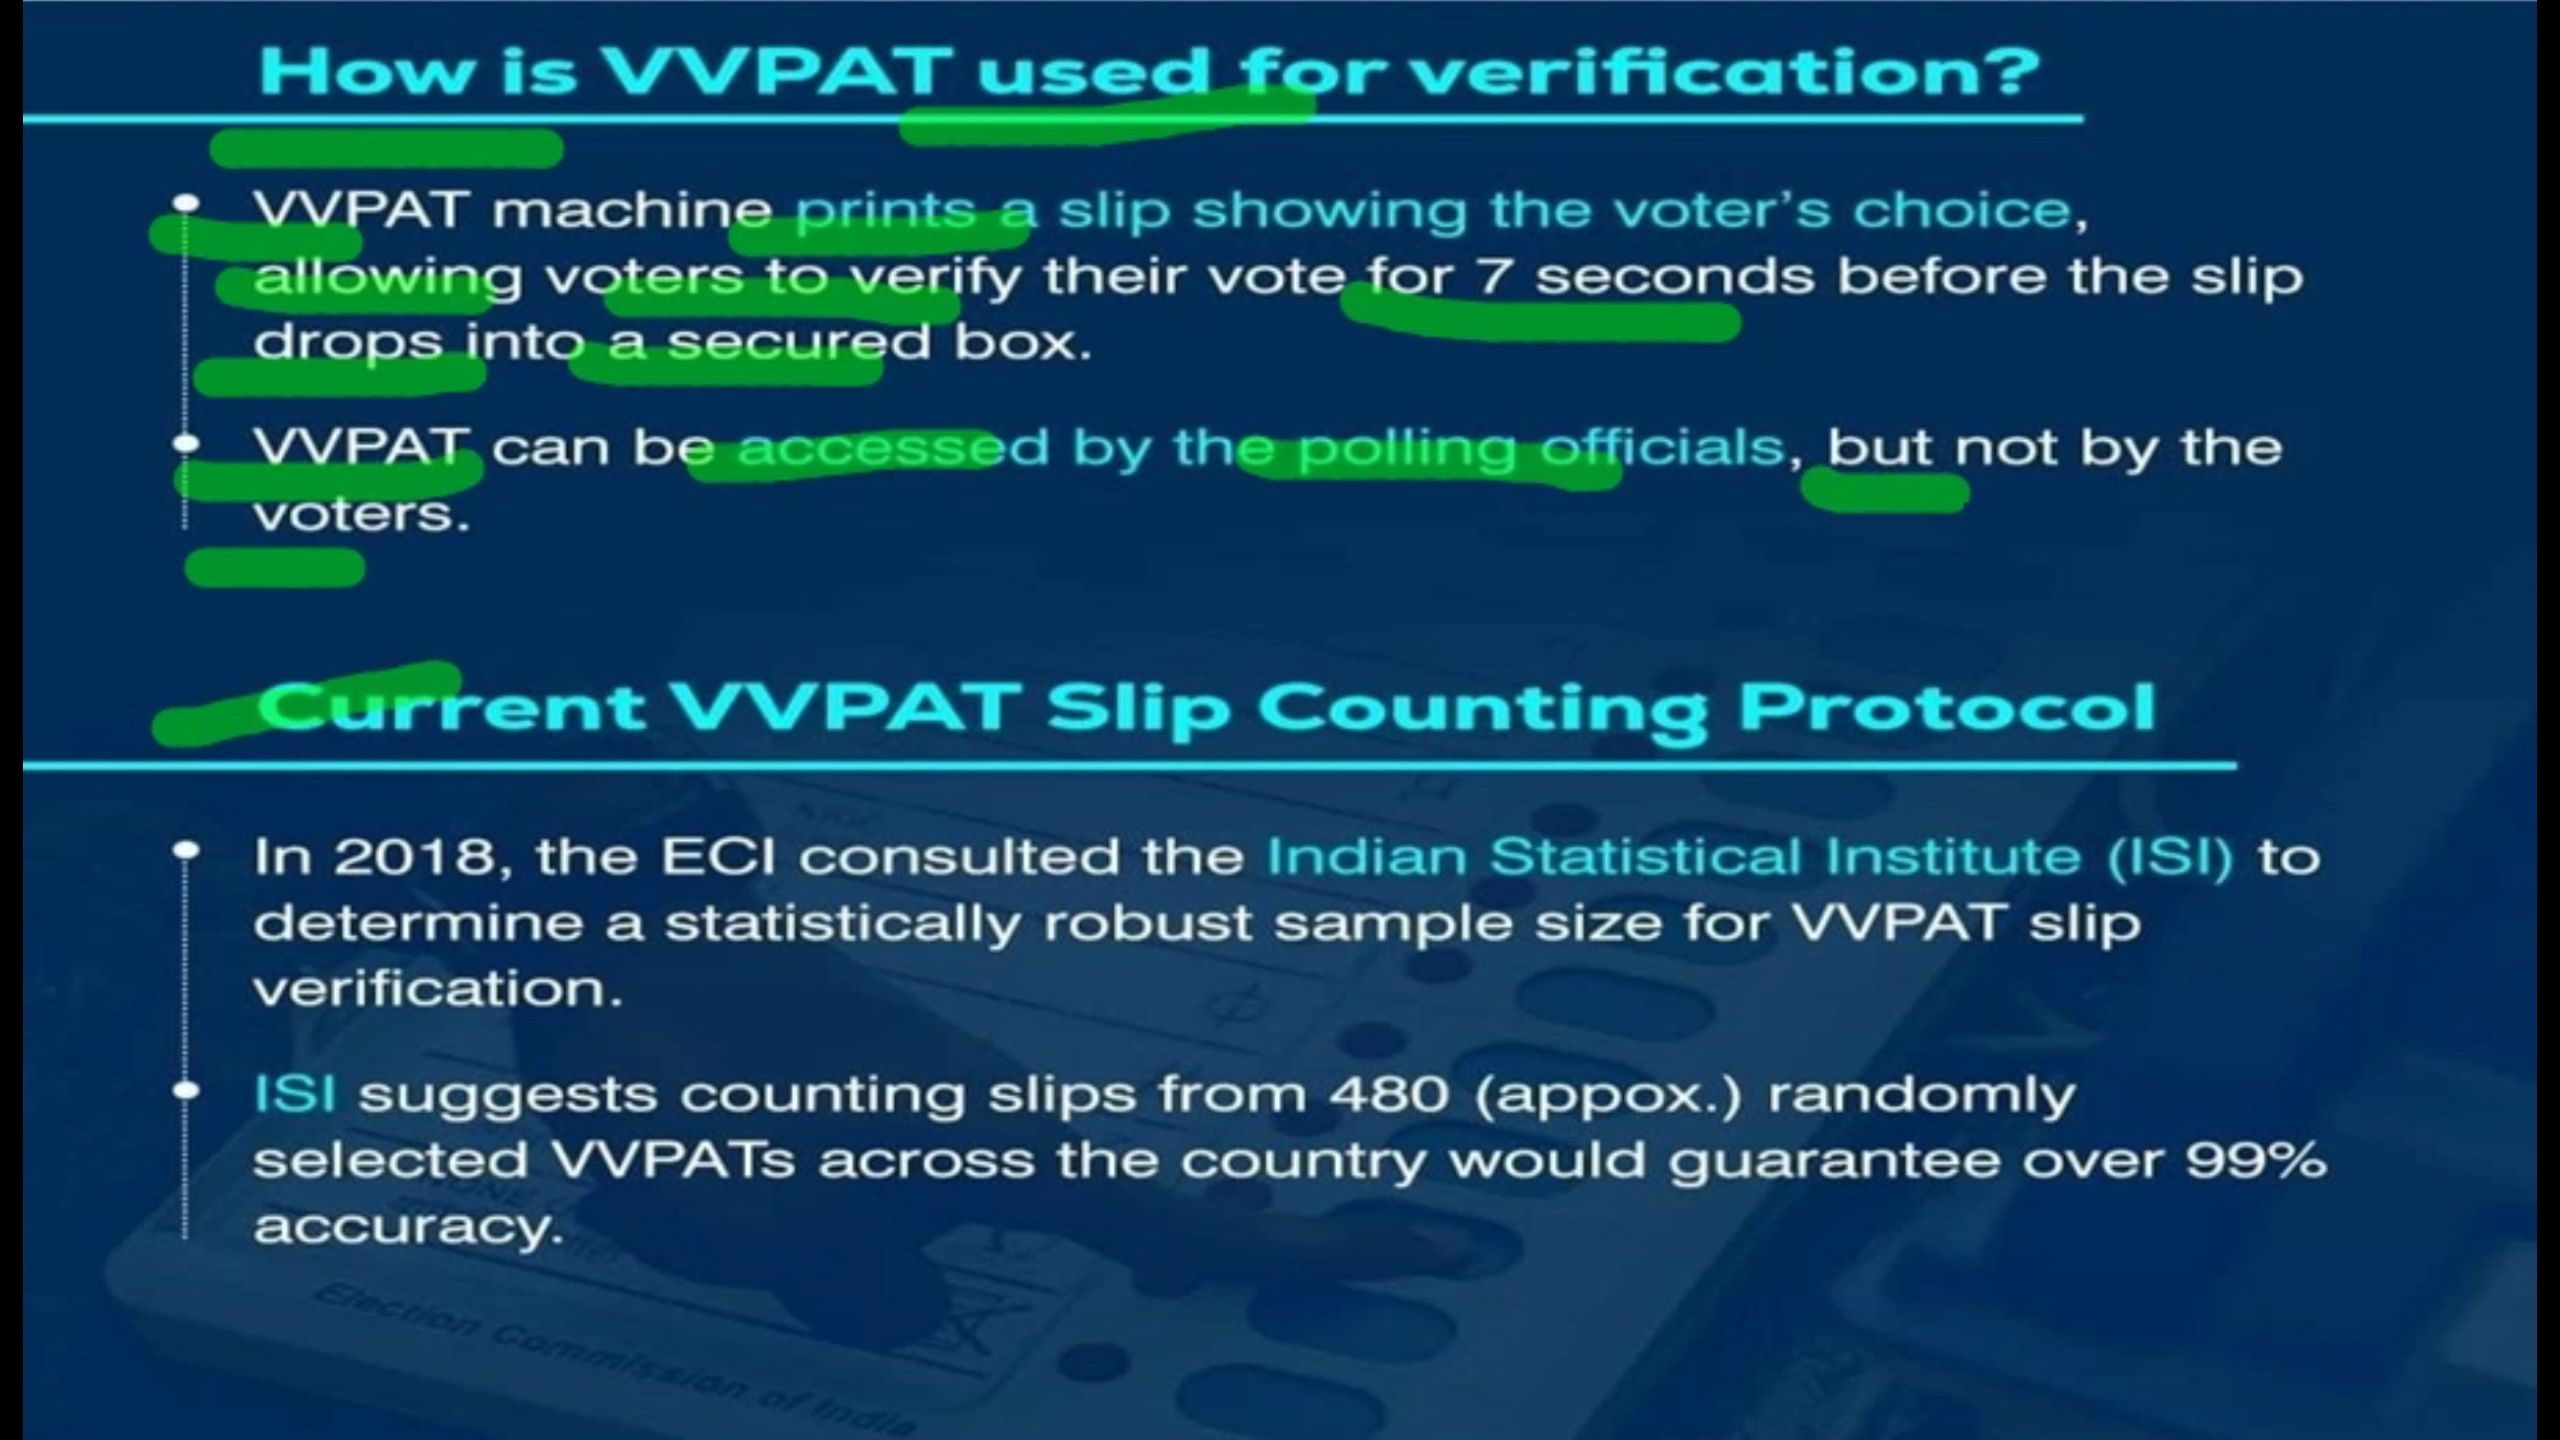 How is VVPAT used for verification?
VVPAT machine prints a slip showing the voter's choice,
allowing voters to verify their vote for 7 seconds before the slip
drops into a secured box.
VVPAT can be accessed by the polling officials, but not by the
voters.
Current VVPAT Slip Counting Protocol
In 2018, the ECI consulted the Indian Statistical Institute (ISI) to
determine a statistically robust sample size for VVPAT slip
verification.
ISI suggests counting slips from 480 (appox.) randomly
selected VVPATs across the country would guarantee over 99%
accuracy.
Election Commission of India